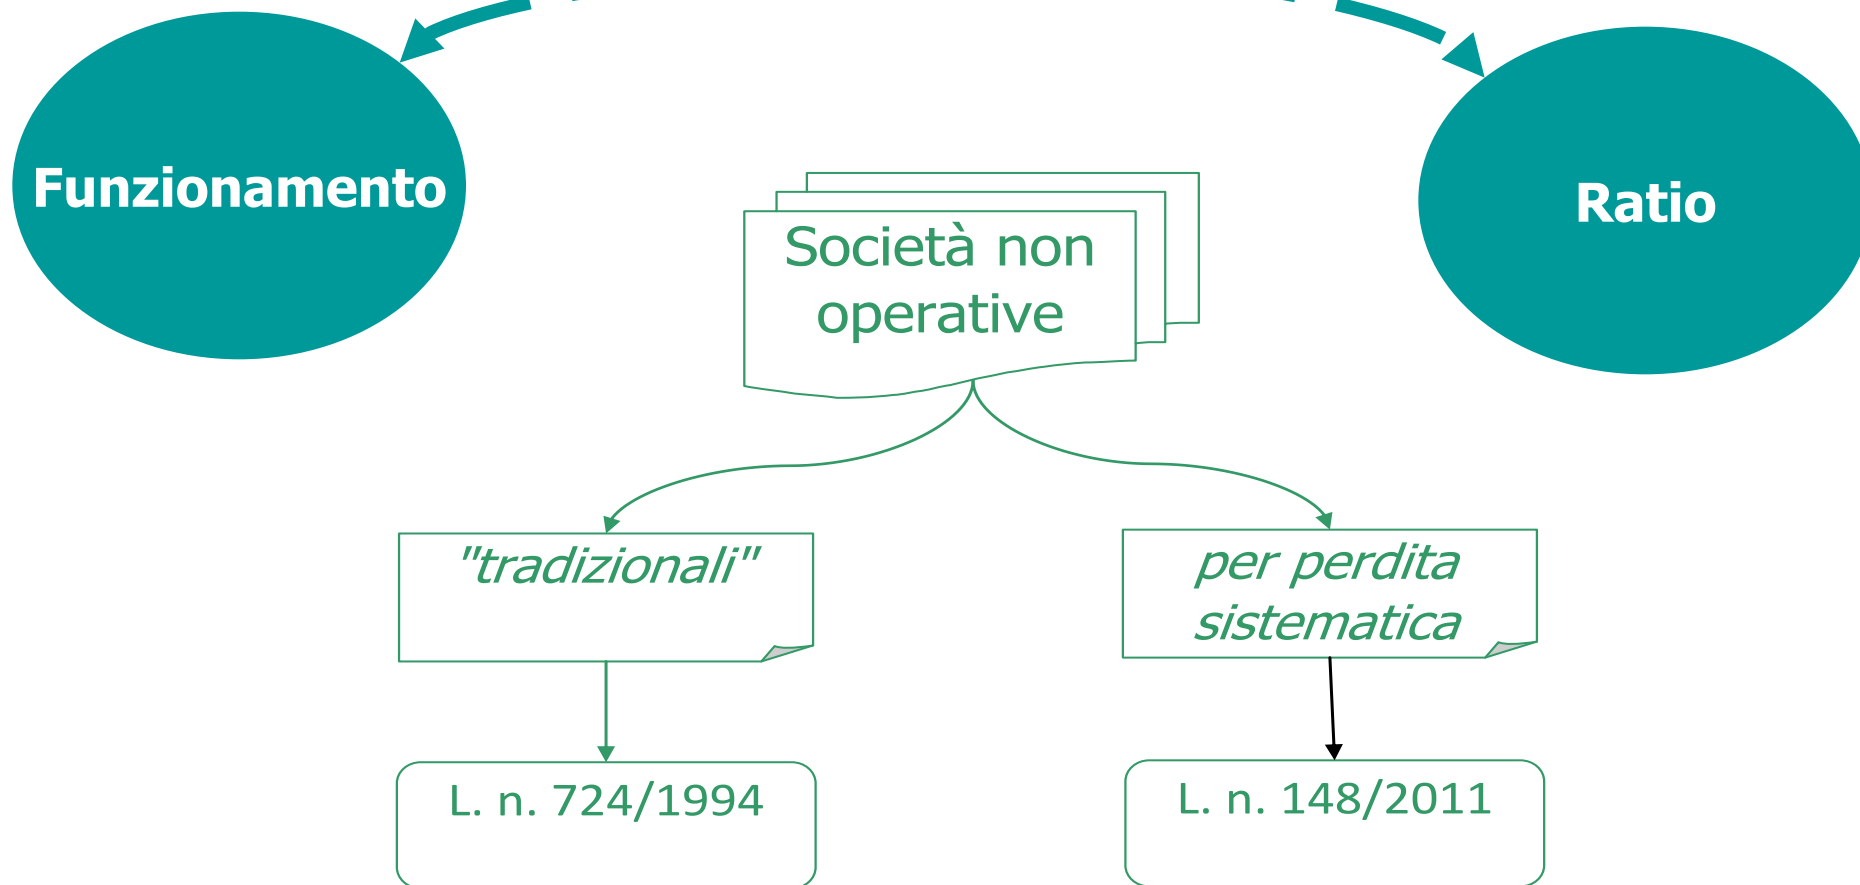 Funzionamento
Ratio
Società non
operative
"tradizionali"
per perdita
sistematica
L. n. 724/1994
L. n. 148/2011